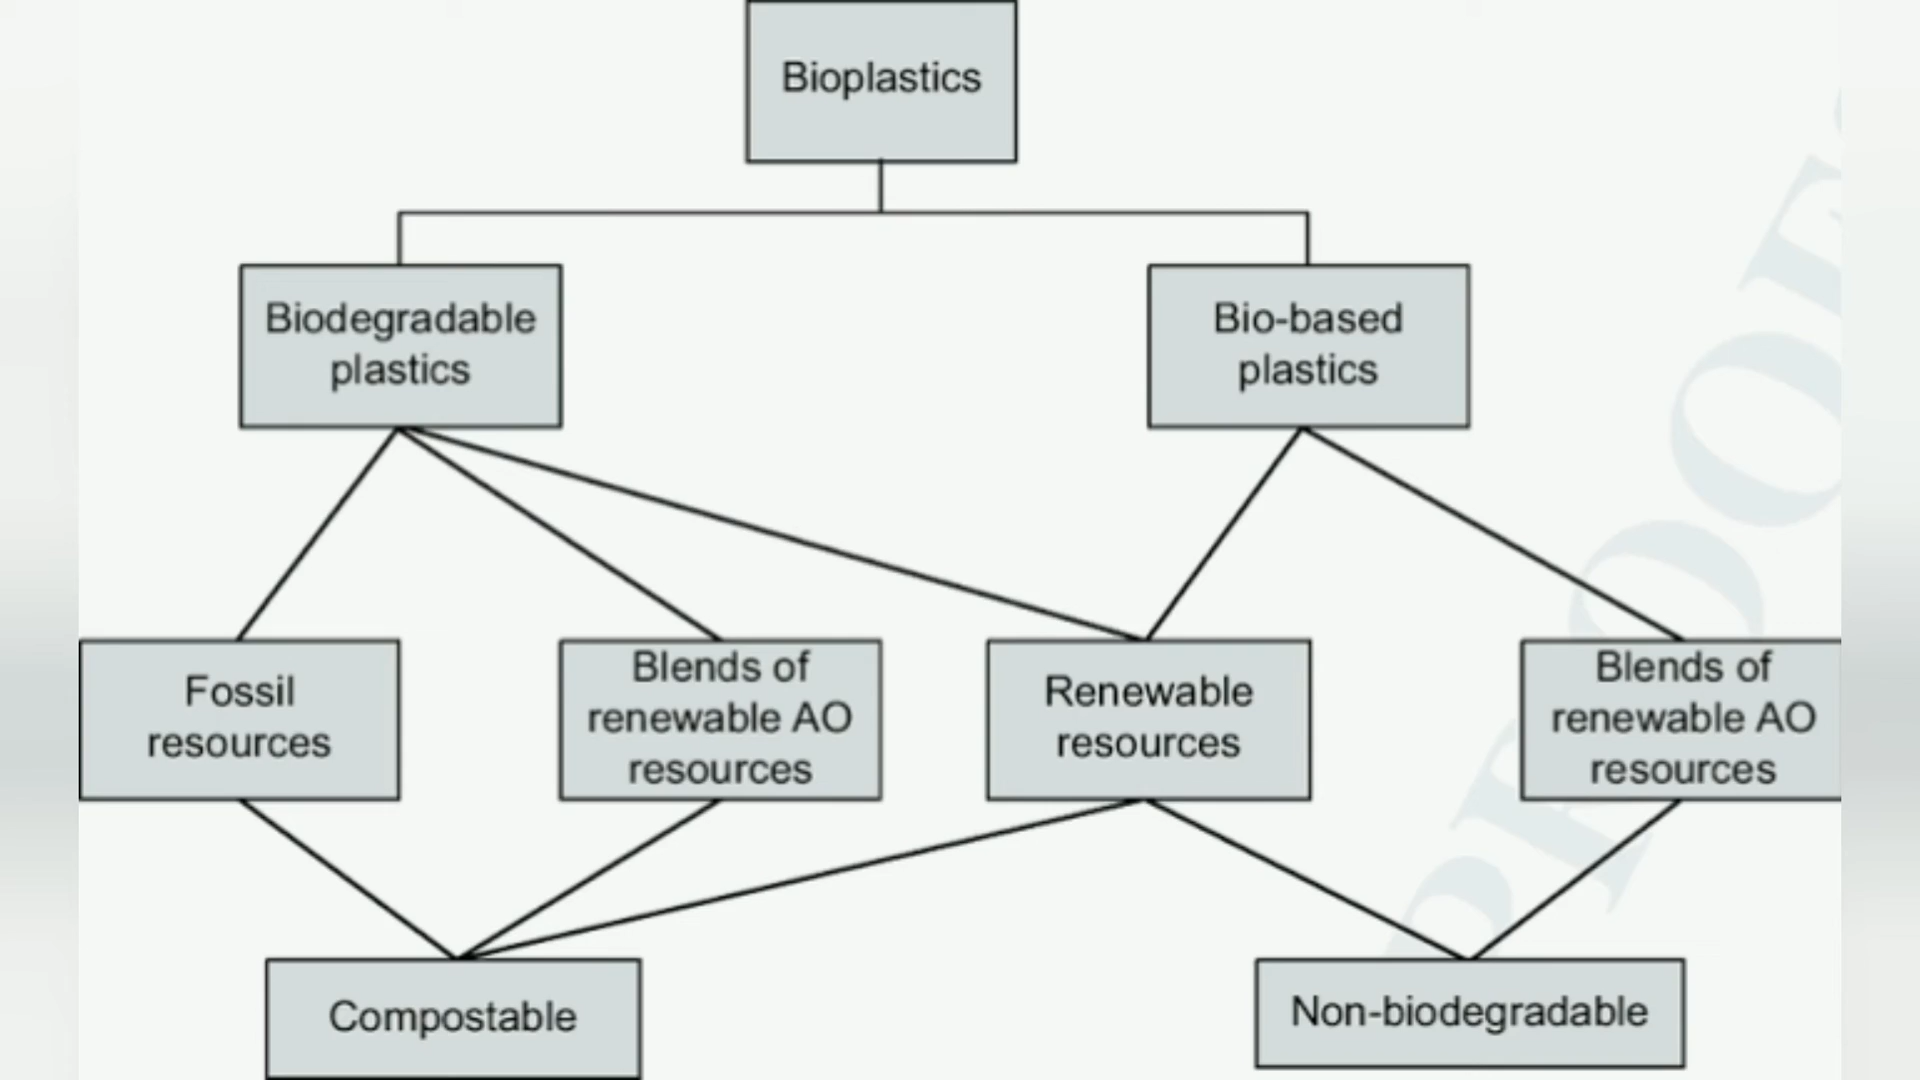 Bioplastics
Biodegradable
plastics
Bio-based
plastics
Fossil
resources
Blends of
renewable AO
resources
Renewable
resources
Blends of
renewable AO
resources
Compostable
Non-biodegradable